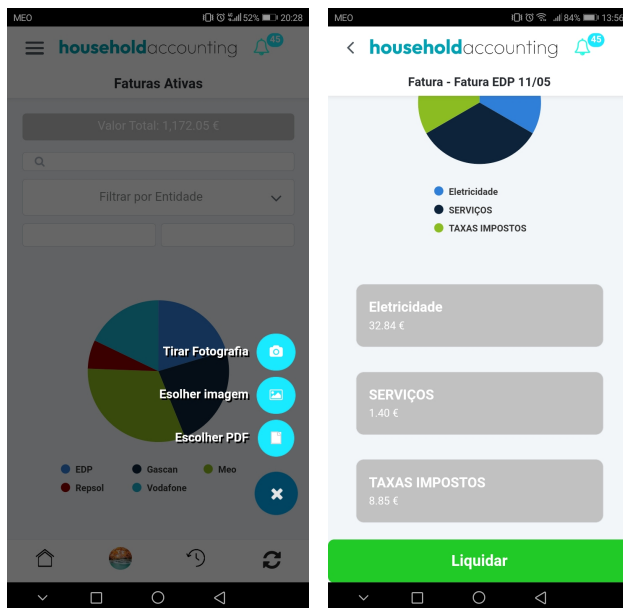 MEO
52%
20:28
householdaccounting
45
Faturas Ativas
Valor Total: 1,172.05 €
Filtrar por Entidade
Tirar Fotografia
Esolher imagem
Escolher PDF
EDP
Gascan
Meo
Repsol
Vodafone
MEO
84%
13:56
householdaccounting
45
Fatura - Fatura EDP 11/05
Eletricidade
SERVIÇOS
TAXAS IMPOSTOS
Eletricidade
32.84 €
SERVIÇOS
1.40 €
TAXAS IMPOSTOS
8.85 €
Liquidar